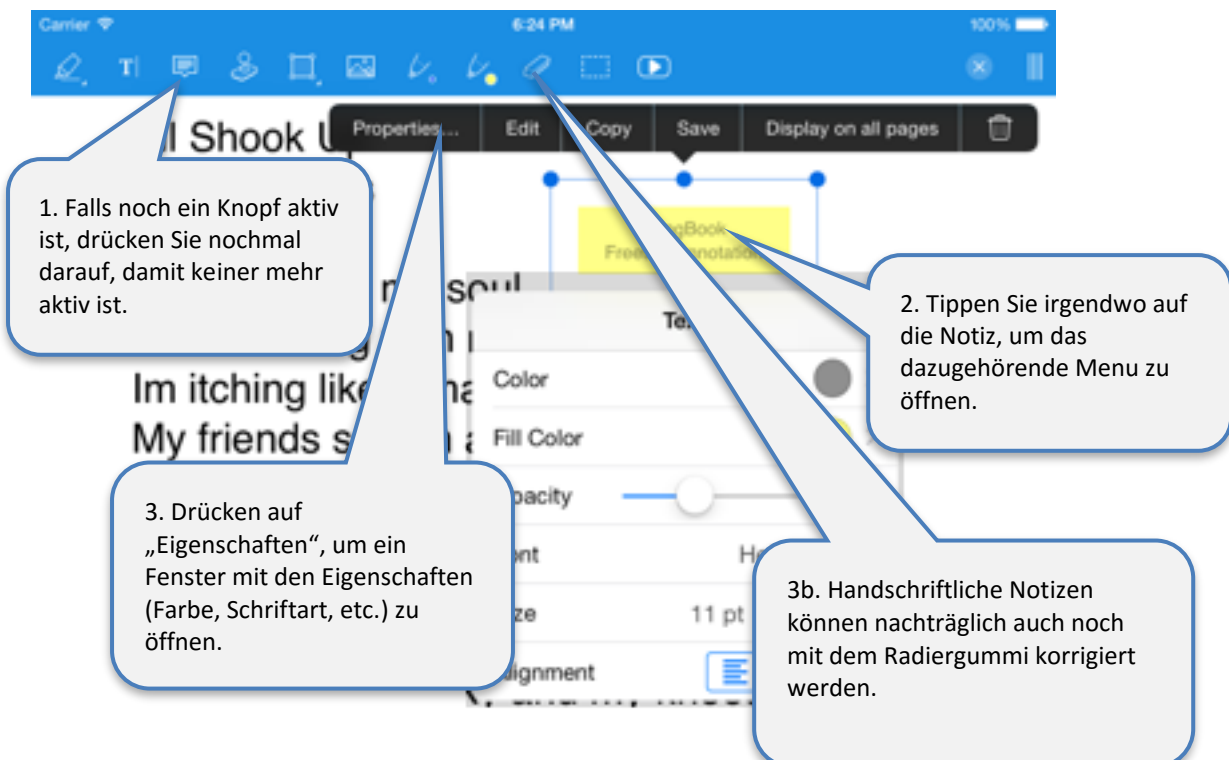 Carrier 6:24 PM 100%
T
Properties... Edit Copy Save Display on all pages
Shook
1. Falls noch ein Knopf aktiv
ist, drücken Sie nochmal
darauf, damit keiner mehr
aktiv ist.
2. Tippen Sie irgendwo auf
die Notiz, um das
dazugehörende Menu zu
öffnen.
soul
Color
Im itching like
Fill Color
My friends
3. Drücken auf
„Eigenschaften“, um ein
Fenster mit den Eigenschaften
(Farbe, Schriftart, etc.) zu
öffnen.
11 pt
3b. Handschriftliche Notizen
können nachträglich auch noch
mit dem Radiergummi korrigiert
werden.